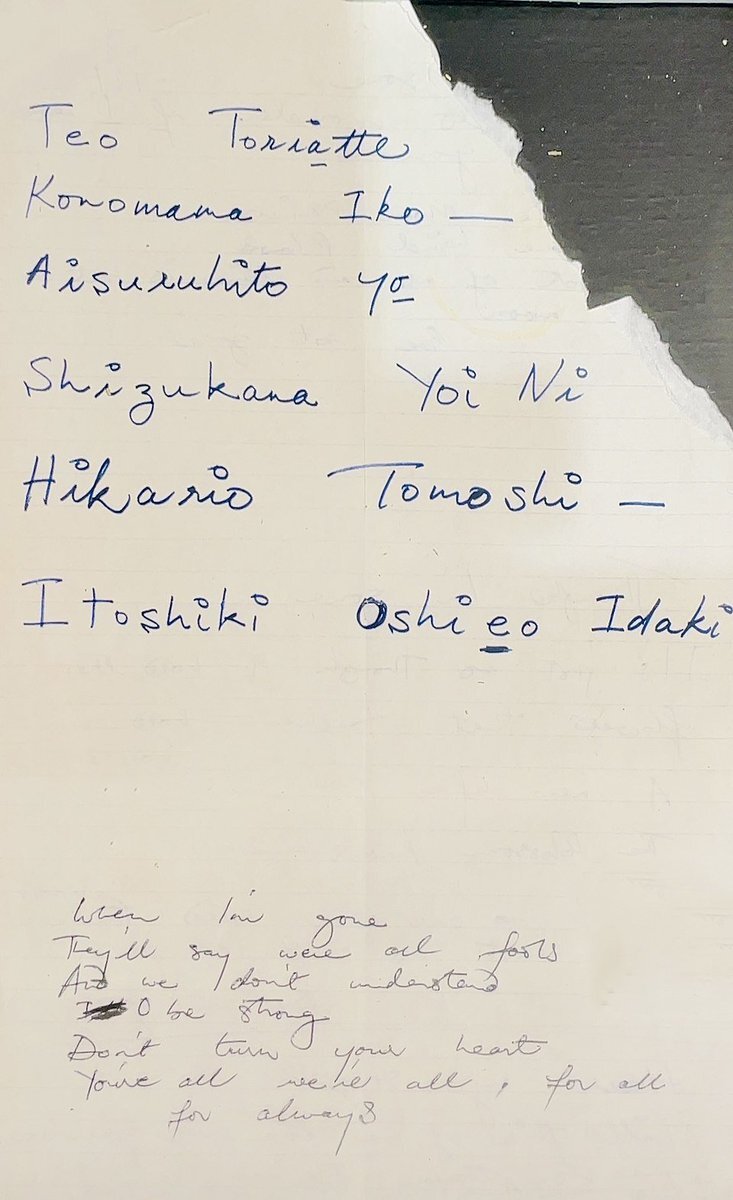 Teo Toriatte
Konomama Iko —
Aisuruhito yo
Shizukana Yoi Ni
Hikario Tomoshi —
Itoshiki Oshieo Idaki
When I'm gone
They'll say we're all fools
And we don't understand
O be strong
Don't turn your heart
You're all we're all, for all
for always